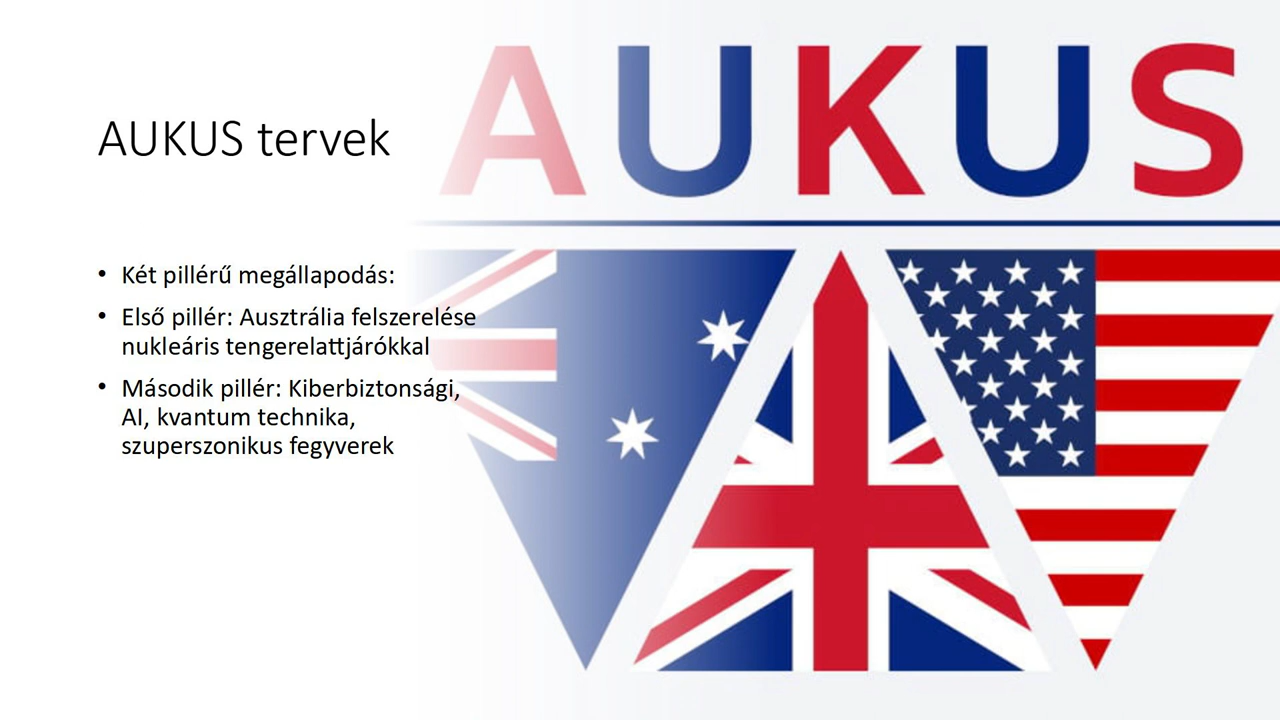 AUKUS
AUKUS tervek
• Két pillérű megállapodás:
• Első pillér: Ausztrália felszerelése
nukleáris tengerelattjárókkal
• Második pillér: Kiberbiztonsági,
AI, kvantum technika,
szuperszonikus fegyverek